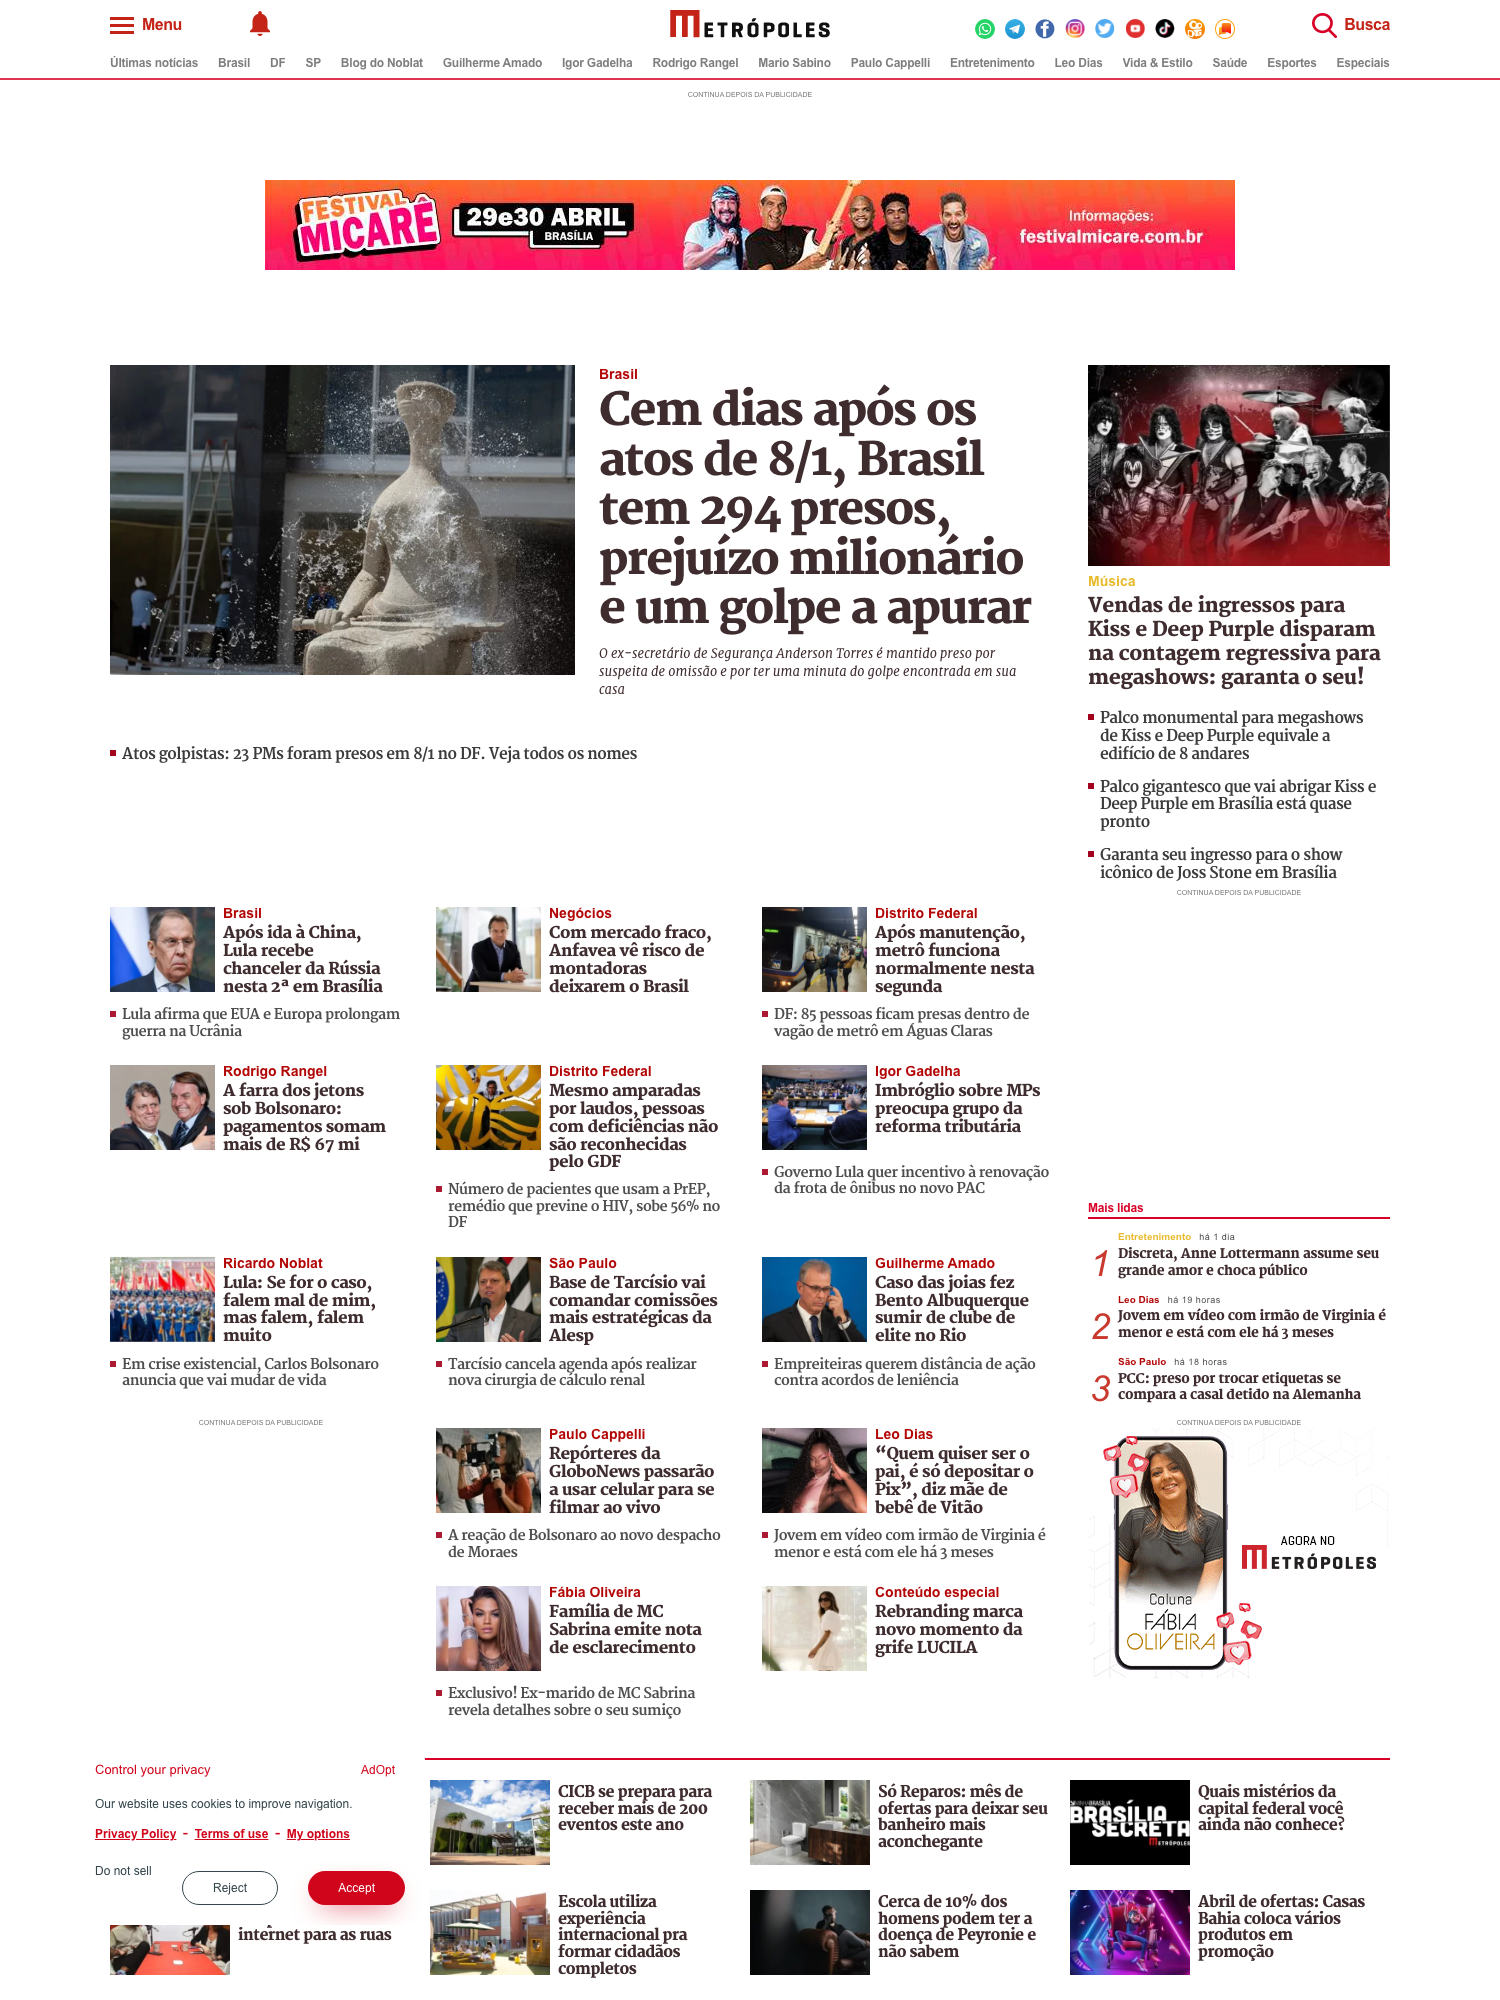 Menu
METRÓPOLES
Busca
Últimas notícias Brasil DF SP Blog do Noblat Guilherme Amado Igor Gadelha Rodrigo Rangel Mario Sabino Paulo Cappelli Entretenimento Leo Dias Vida & Estilo Saúde Esportes Especiais
CONTINUA DEPOIS DA PUBLICIDADE
FESTIVAL
MICARÊ
29e30 ABRIL
BRASÍLIA
Informações:
festivalmicare.com.br
Brasil
Cem dias após os
atos de 8/1, Brasil
tem 294 presos,
prejuízo milionário
e um golpe a apurar
O ex-secretário de Segurança Anderson Torres é mantido preso por
suspeita de omissão e por ter uma minuta do golpe encontrada em sua
casa
Atos golpistas: 23 PMs foram presos em 8/1 no DF. Veja todos os nomes
Música
Vendas de ingressos para
Kiss e Deep Purple disparam
na contagem regressiva para
megashows: garanta o seu!
Palco monumental para megashows
de Kiss e Deep Purple equivale a
edifício de 8 andares
Palco gigantesco que vai abrigar Kiss e
Deep Purple em Brasília está quase
pronto
Garanta seu ingresso para o show
icônico de Joss Stone em Brasília
CONTINUA DEPOIS DA PUBLICIDADE
Brasil
Após ida à China,
Lula recebe
chanceler da Rússia
nesta 2ª em Brasília
Lula afirma que EUA e Europa prolongam
guerra na Ucrânia
Negócios
Com mercado fraco,
Anfavea vê risco de
montadoras
deixarem o Brasil
Distrito Federal
Após manutenção,
metrô funciona
normalmente nesta
segunda
DF: 85 pessoas ficam presas dentro de
vagão de metrô em Águas Claras
Rodrigo Rangel
A farra dos jetons
sob Bolsonaro:
pagamentos somam
mais de R$ 67 mi
Distrito Federal
Mesmo amparadas
por laudos, pessoas
com deficiências não
são reconhecidas
pelo GDF
Número de pacientes que usam a PrEP,
remédio que previne o HIV, sobe 56% no
DF
Igor Gadelha
Imbróglio sobre MPs
preocupa grupo da
reforma tributária
Governo Lula quer incentivo à renovação
da frota de ônibus no novo PAC
Ricardo Noblat
Lula: Se for o caso,
falem mal de mim,
mas falem, falem
muito
Em crise existencial, Carlos Bolsonaro
anuncia que vai mudar de vida
São Paulo
Base de Tarcísio vai
comandar comissões
mais estratégicas da
Alesp
Tarcísio cancela agenda após realizar
nova cirurgia de cálculo renal
Guilherme Amado
Caso das joias fez
Bento Albuquerque
sumir de clube de
elite no Rio
Empreiteiras querem distância de ação
contra acordos de leniência
Mais lidas
Entretenimento há 1 dia
1
Discreta, Anne Lottermann assume seu
grande amor e choca público
Leo Dias há 19 horas
2
Jovem em vídeo com irmão de Virginia é
menor e está com ele há 3 meses
São Paulo há 18 horas
3
PCC: preso por trocar etiquetas se
compara a casal detido na Alemanha
CONTINUA DEPOIS DA PUBLICIDADE
CONTINUA DEPOIS DA PUBLICIDADE
Paulo Cappelli
Repórteres da
GloboNews passarão
a usar celular para se
filmar ao vivo
A reação de Bolsonaro ao novo despacho
de Moraes
Leo Dias
“Quem quiser ser o
pai, é só depositar o
Pix”, diz mãe de
bebê de Vitão
Jovem em vídeo com irmão de Virginia é
menor e está com ele há 3 meses
AGORA NO
METRÓPOLES
Coluna
FÁBIA
OLIVEIRA
Fábia Oliveira
Família de MC
Sabrina emite nota
de esclarecimento
Exclusivo! Ex-marido de MC Sabrina
revela detalhes sobre o seu sumiço
Conteúdo especial
Rebranding marca
novo momento da
grife LUCILA
Control your privacy
AdOpt
Our website uses cookies to improve navigation.
Privacy Policy - Terms of use - My options
Do not sell
Reject
Accept
internet para as ruas
CICB se prepara para
receber mais de 200
eventos este ano
Só Reparos: mês de
ofertas para deixar seu
banheiro mais
aconchegante
BRASÍLIA
SECRETA
METRÓPOLES
Quais mistérios da
capital federal você
ainda não conhece?
Escola utiliza
experiência
internacional pra
formar cidadãos
completos
Cerca de 10% dos
homens podem ter a
doença de Peyronie e
não sabem
Abril de ofertas: Casas
Bahia coloca vários
produtos em
promoção